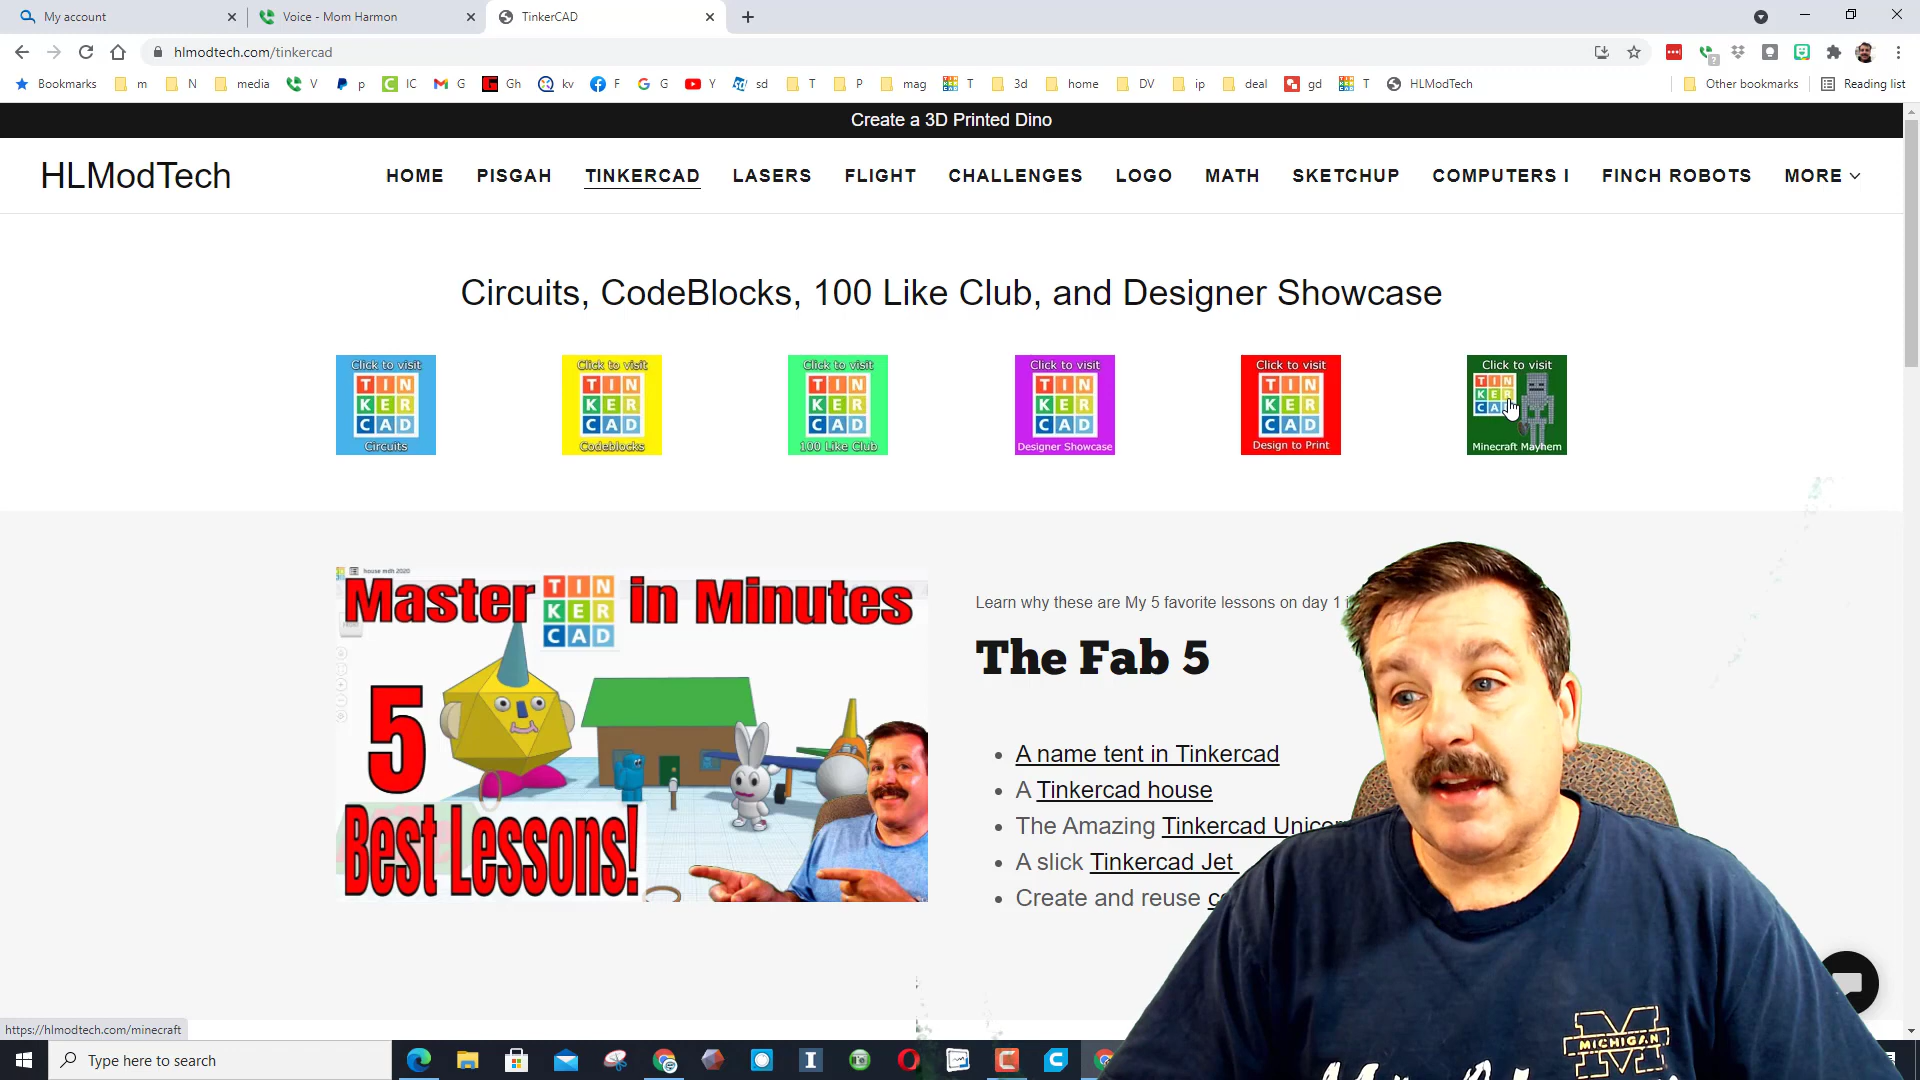 My account
Voice - Mom Harmon
TinkerCAD
hlmodtech.com/tinkercad
Bookmarks m N media V p IC G Gh kv F G Y sd T P mag T 3d home DV ip deal gd T HLModTech Other bookmarks Reading list
Create a 3D Printed Dino
HLModTech
HOME PISGAH TINKERCAD LASERS FLIGHT CHALLENGES LOGO MATH SKETCHUP COMPUTERS I FINCH ROBOTS MORE
Circuits, CodeBlocks, 100 Like Club, and Designer Showcase
Click to visit
TIN
KER
CAD
Circuits
Click to visit
TIN
KER
CAD
Codeblocks
Click to visit
TIN
KER
CAD
100 Like Club
Click to visit
TIN
KER
CAD
Designer Showcase
Click to visit
TIN
KER
CAD
Design to Print
Click to visit
TIN
KER
CA
Minecraft Mayhem
house mdh 2020
Master TIN KER CAD in Minutes
5
Best Lessons!
Learn why these are My 5 favorite lessons on day 1
The Fab 5
A name tent in Tinkercad
A Tinkercad house
The Amazing Tinkercad Unicor
A slick Tinkercad Jet
Create and reuse
https://hlmodtech.com/minecraft
Type here to search
M
MICHIGAN